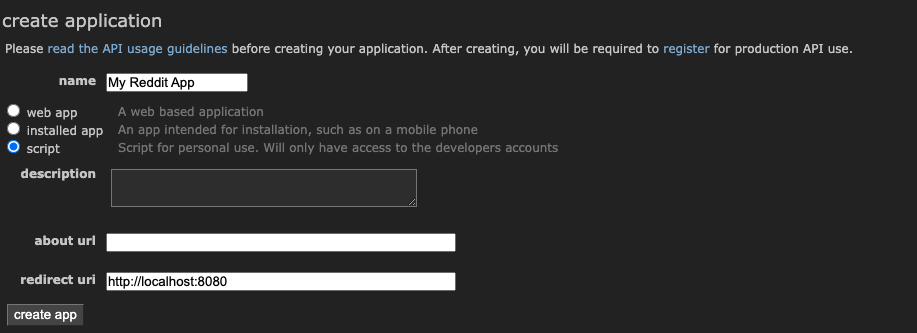 create application
Please read the API usage guidelines before creating your application. After creating, you will be required to register for production API use.
name My Reddit App
web app A web based application
installed app An app intended for installation, such as on a mobile phone
script Script for personal use. Will only have access to the developers accounts
description
about url
redirect uri http://localhost:8080
create app